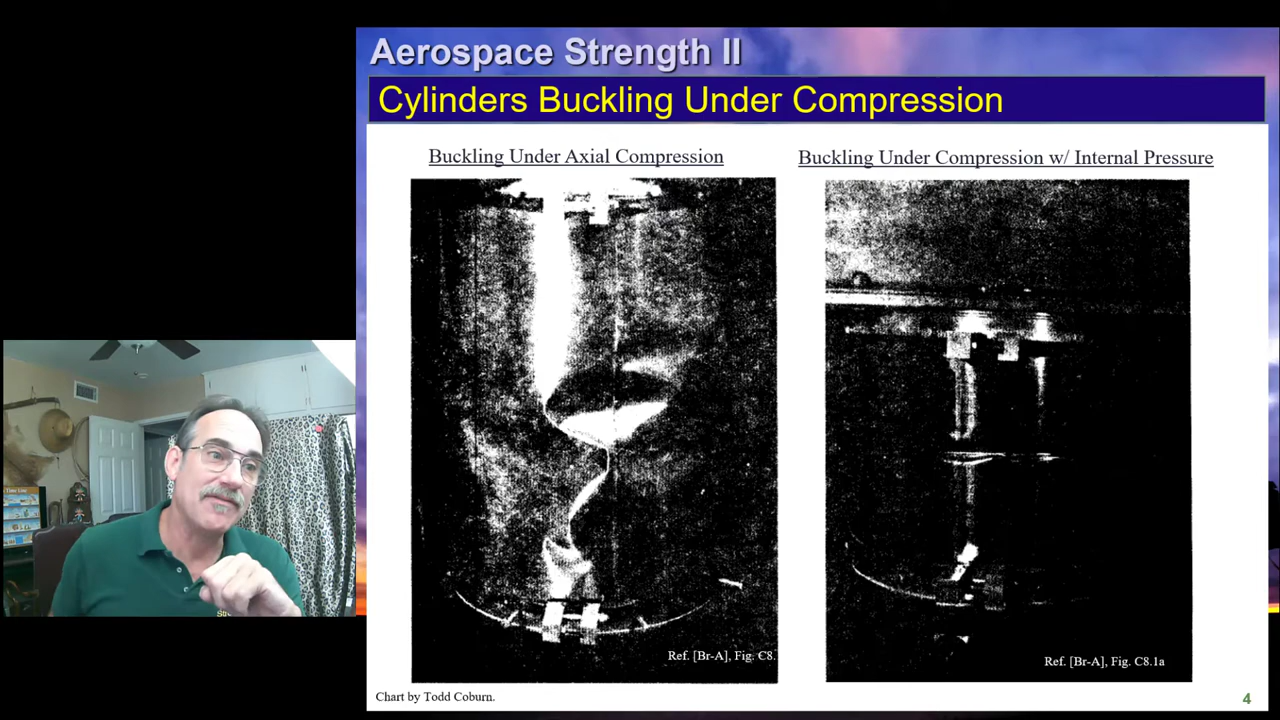 Aerospace Strength II
Cylinders Buckling Under Compression
Buckling Under Axial Compression
Buckling Under Compression w/ Internal Pressure
Ref. [Br-A], Fig. C8.
Ref. [Br-A], Fig. C8.1a
Chart by Todd Coburn.
4